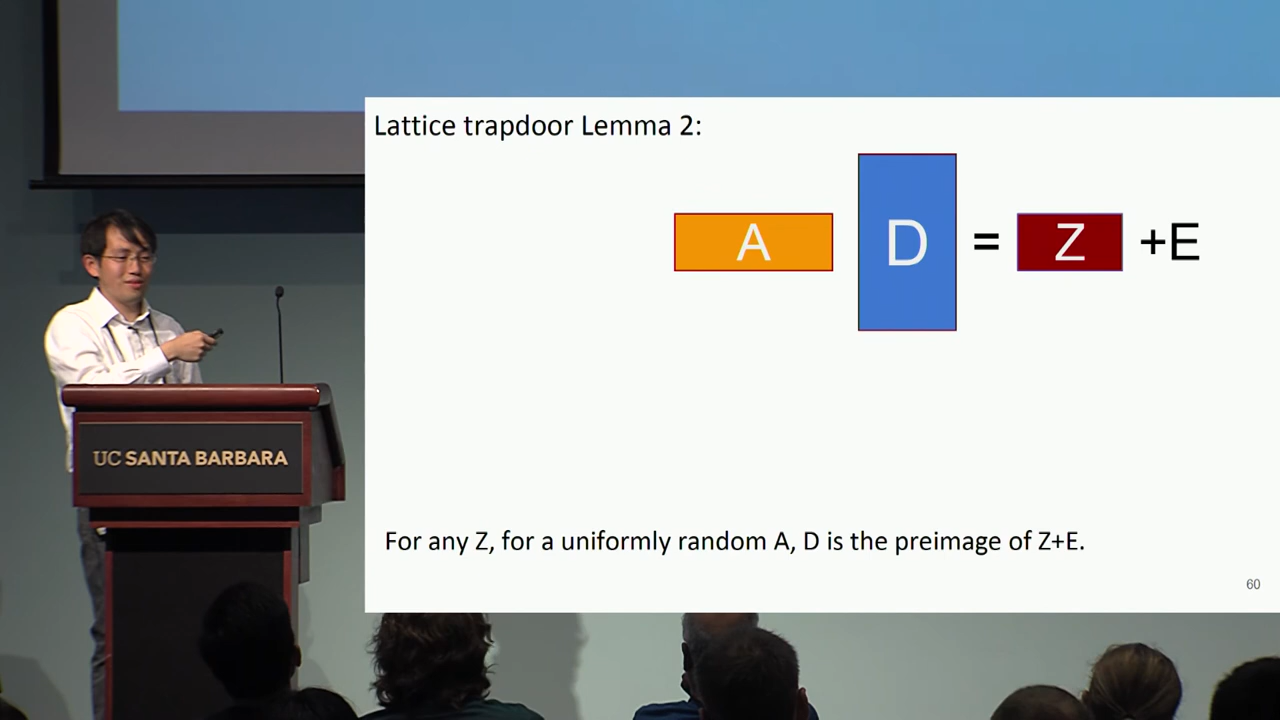 Lattice trapdoor Lemma 2:
A D = Z +E
For any Z, for a uniformly random A, D is the preimage of Z+E.
60
UC SANTA BARBARA